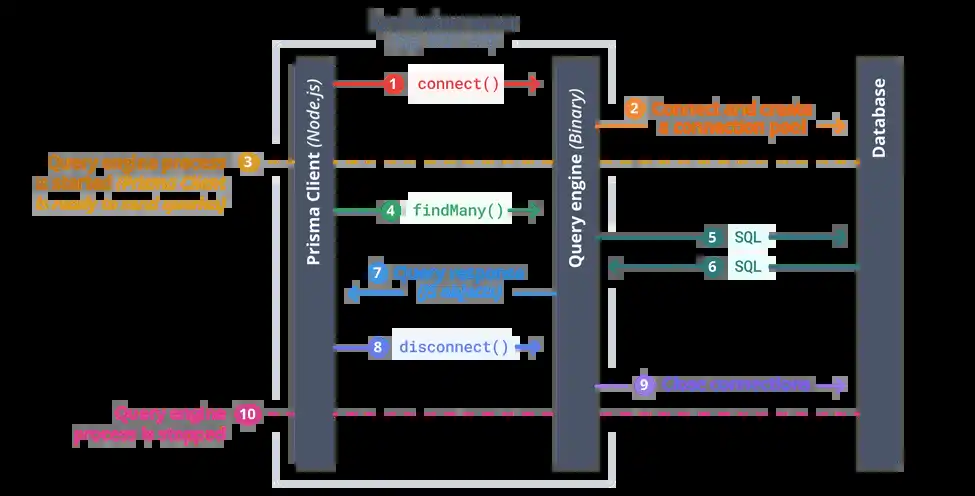 1 connect()
2 Connect and create
a connection pool
Prisma Client (Node.js)
Query engine (Binary)
Database
Query engine process 3
is started (Prisma Client
is ready to send queries)
4 findMany()
5 SQL
6 SQL
7 Query response
(JS objects)
8 disconnect()
9 Close connections
Query engine 10
process is stopped